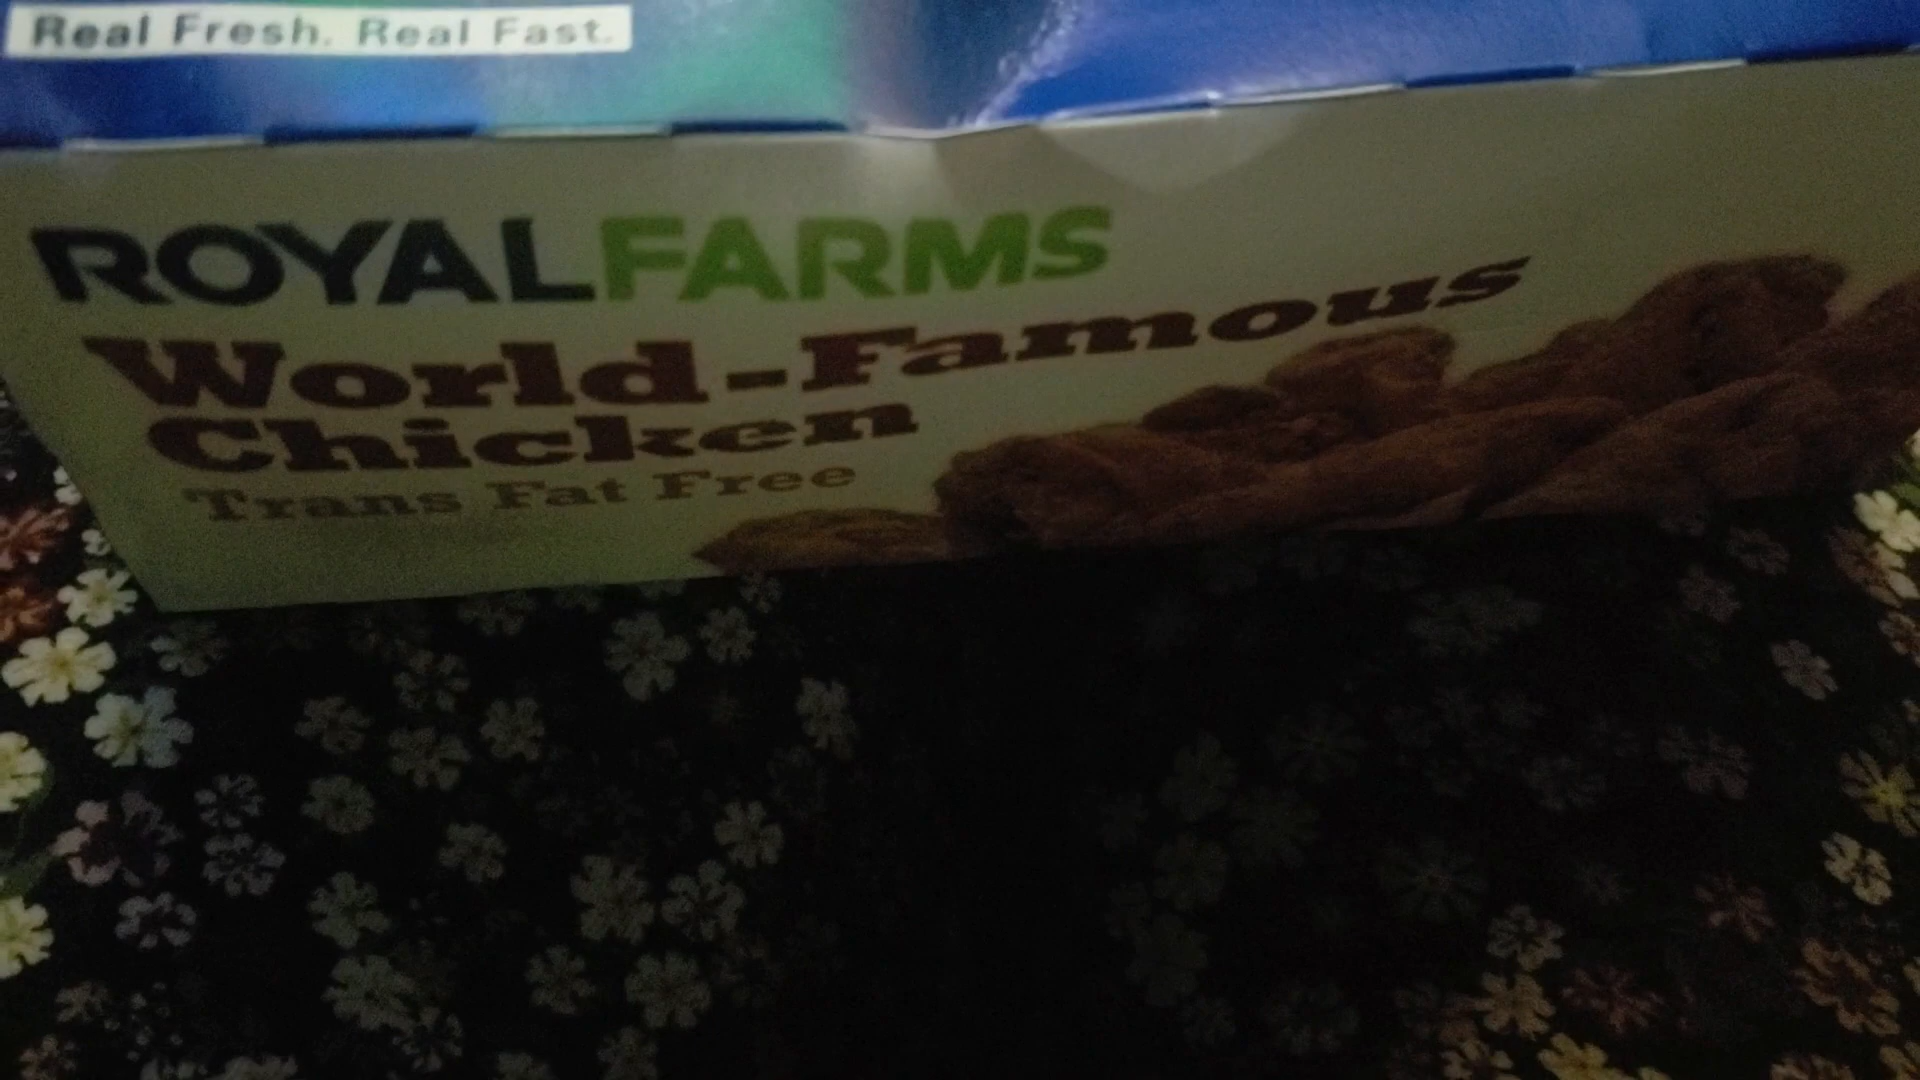 Real Fresh. Real Fast.
ROYALFARMS
World-Famous
Chicken
Trans Fat Free